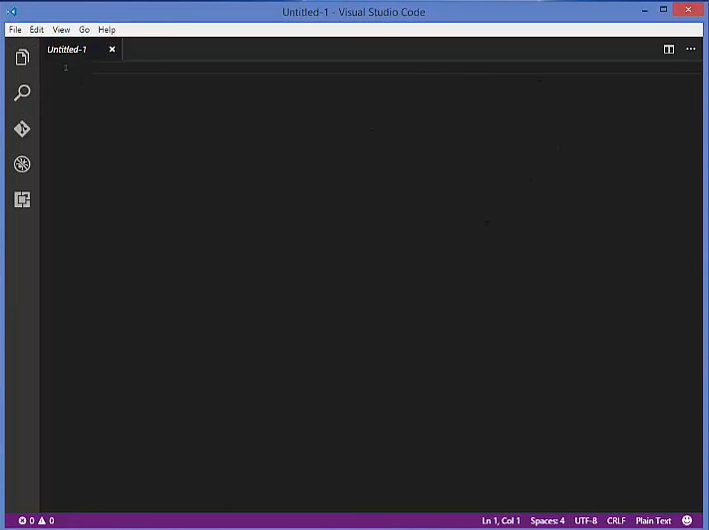 Untitled-1 - Visual Studio Code
File Edit View Go Help
Untitled-1
1
0 0 Ln 1, Col 1 Spaces: 4 UTF-8 CRLF Plain Text